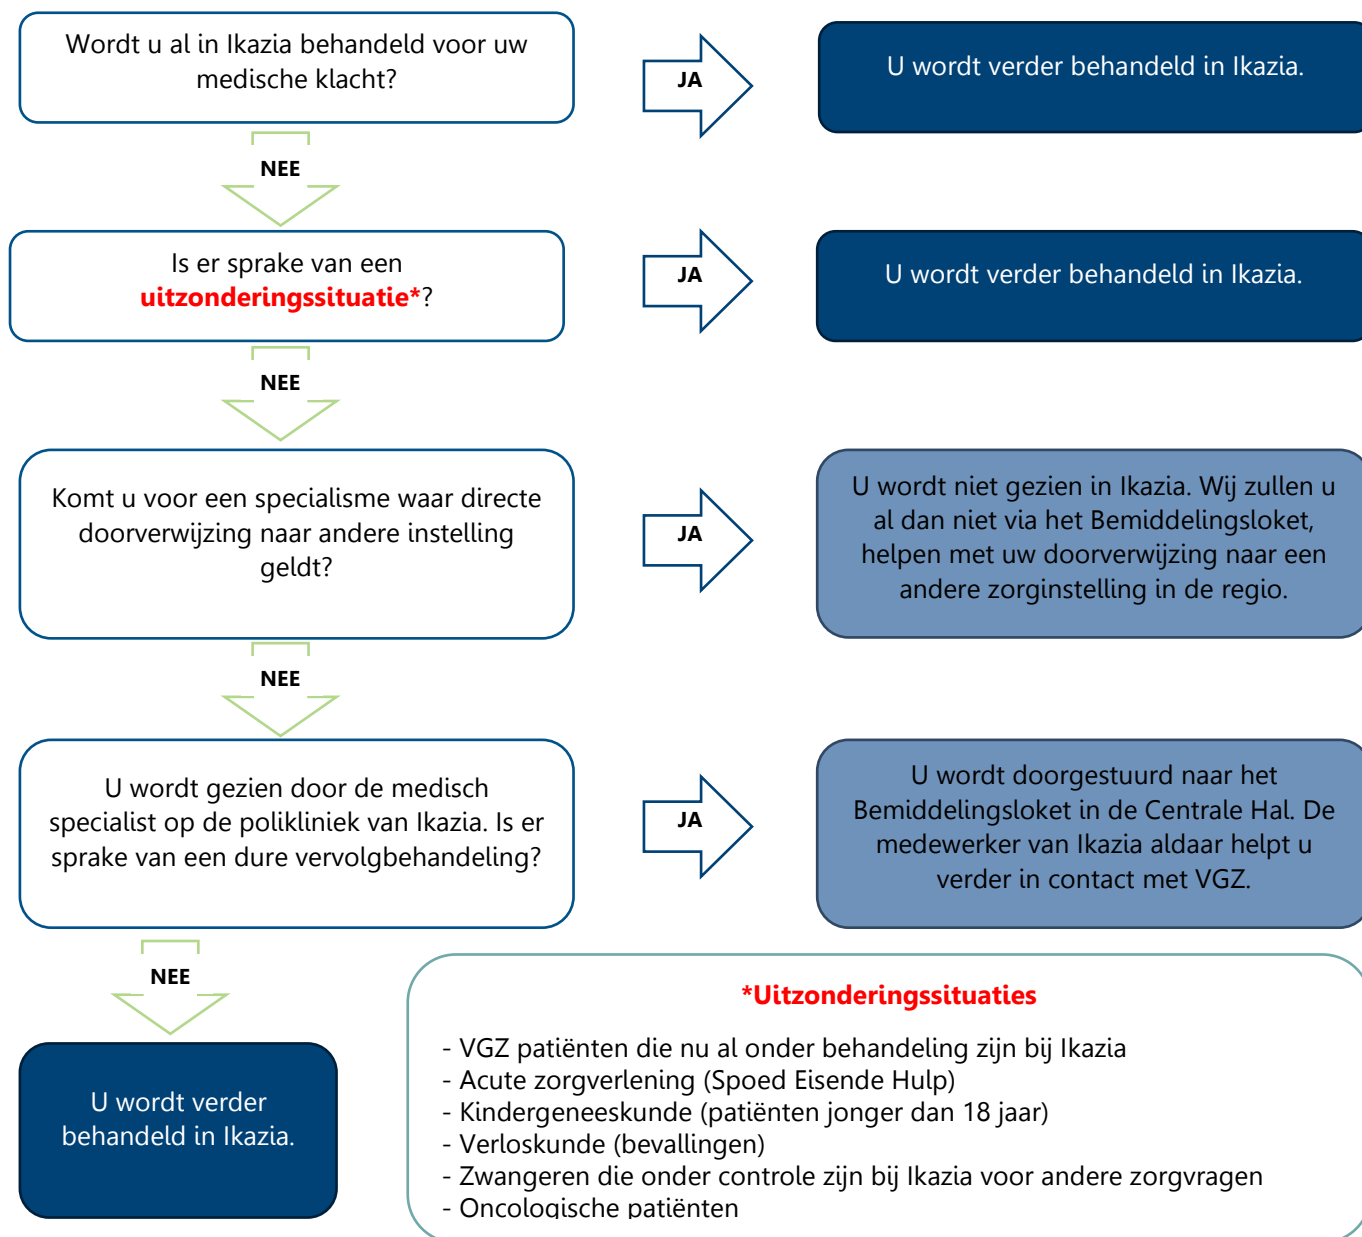 Wordt u al in Ikazia behandeld voor uw
medische klacht?
JA
U wordt verder behandeld in Ikazia.
NEE
Is er sprake van een
uitzonderingssituatie*?
JA
U wordt verder behandeld in Ikazia.
NEE
Komt u voor een specialisme waar directe
doorverwijzing naar andere instelling
geldt?
JA
U wordt niet gezien in Ikazia. Wij zullen u
al dan niet via het Bemiddelingsloket,
helpen met uw doorverwijzing naar een
andere zorginstelling in de regio.
NEE
U wordt gezien door de medisch
specialist op de polikliniek van Ikazia. Is er
sprake van een dure vervolgbehandeling?
JA
U wordt doorgestuurd naar het
Bemiddelingsloket in de Centrale Hal. De
medewerker van Ikazia aldaar helpt u
verder in contact met VGZ.
NEE
U wordt verder
behandeld in Ikazia.
*Uitzonderingssituaties
- VGZ patiënten die nu al onder behandeling zijn bij Ikazia
- Acute zorgverlening (Spoed Eisende Hulp)
- Kindergeneeskunde (patiënten jonger dan 18 jaar)
- Verloskunde (bevallingen)
- Zwangeren die onder controle zijn bij Ikazia voor andere zorgvragen
- Oncologische patiënten